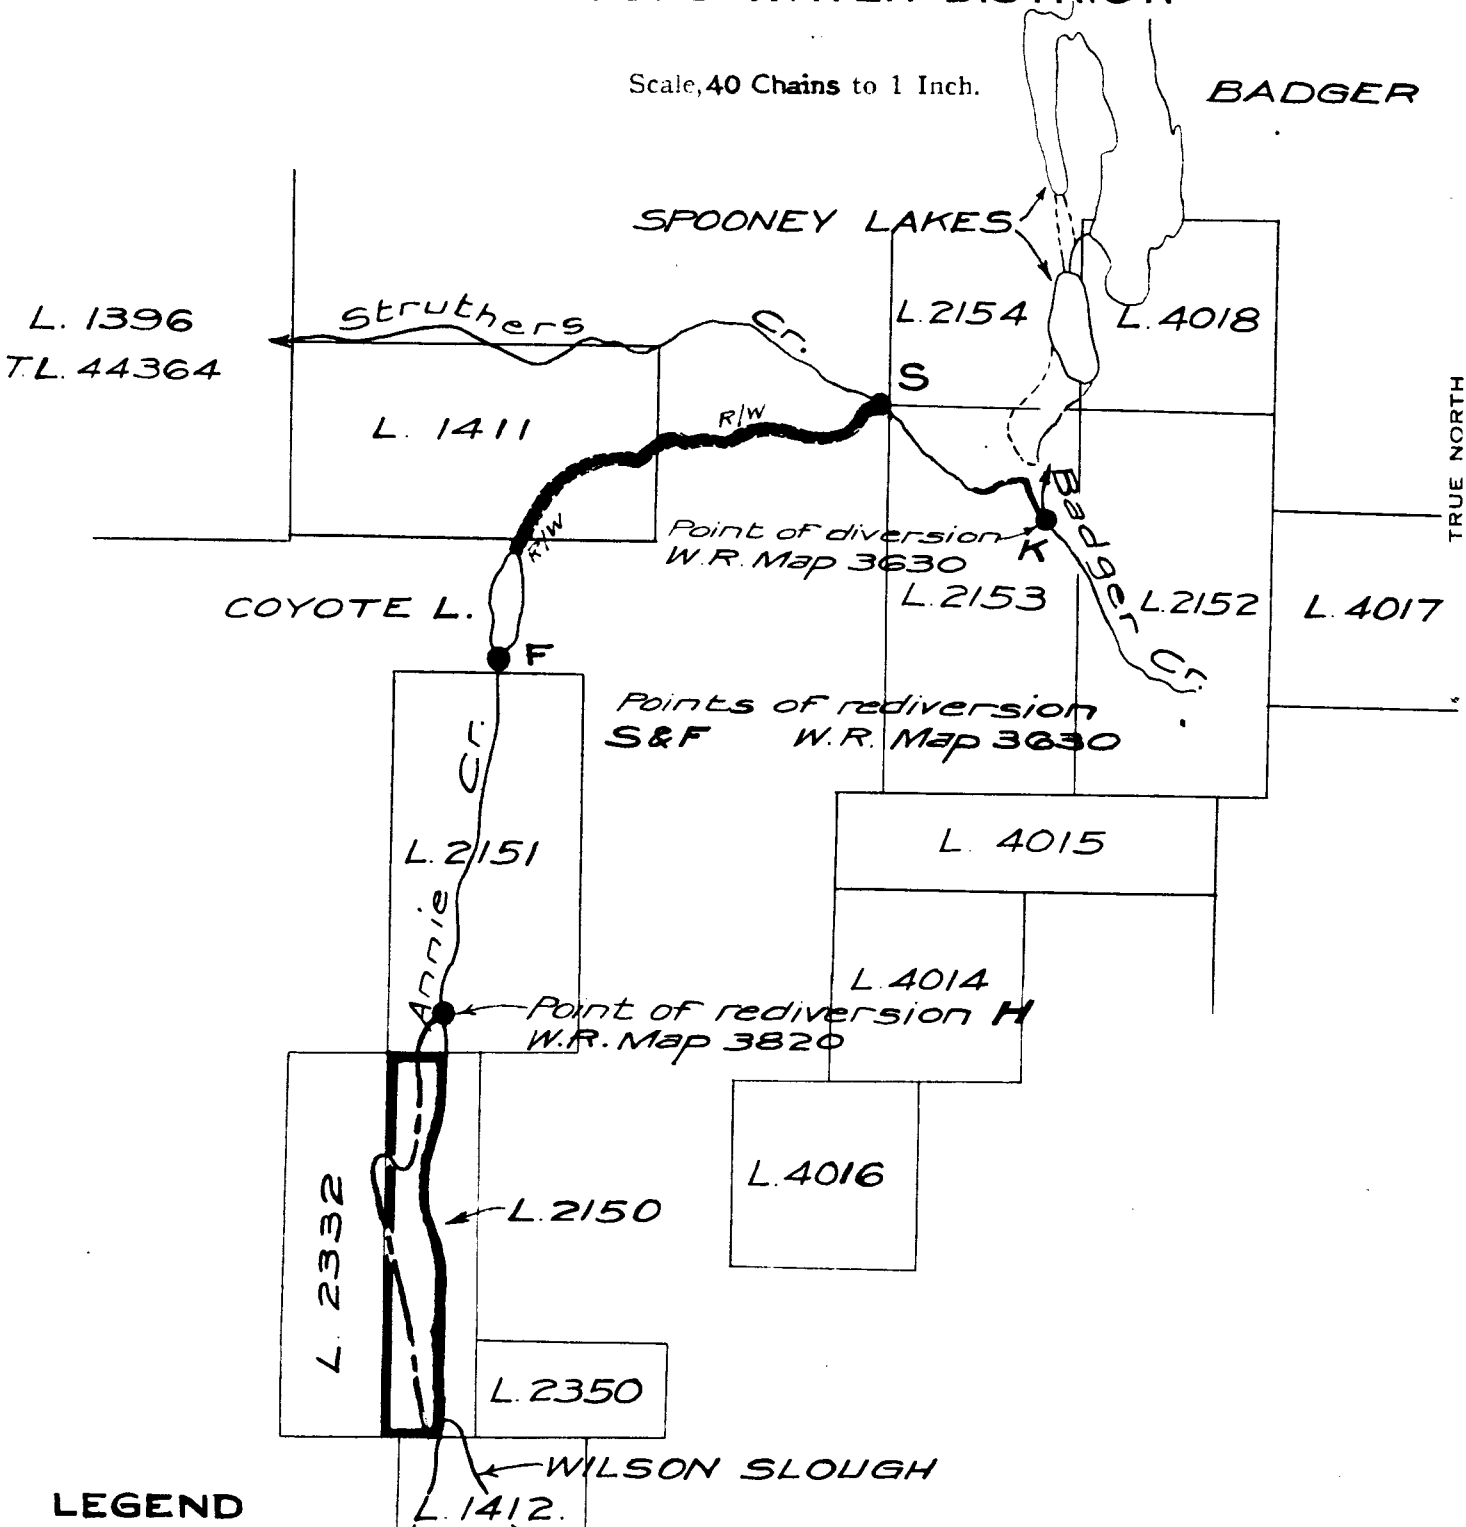 WATER DISTRICT
Scale, 40 Chains to 1 Inch.
BADGER
SPOONEY LAKES
L. 1396
T.L. 44364
Struthers Cr.
L.2154
L.4018
S
R/W
L. 1411
TRUE NORTH
R/W
Point of diversion
W.R. Map 3630
K
Badger Cr.
COYOTE L.
L.2153
L.2152
L.4017
F
Points of rediversion
S&F W.R. Map 3630
Annie Cr.
L.2151
L. 4015
L.4014
Point of rediversion H
W.R. Map 3820
L.4016
L. 2332
L.2150
L.2350
WILSON SLOUGH
LEGEND
L.1412.